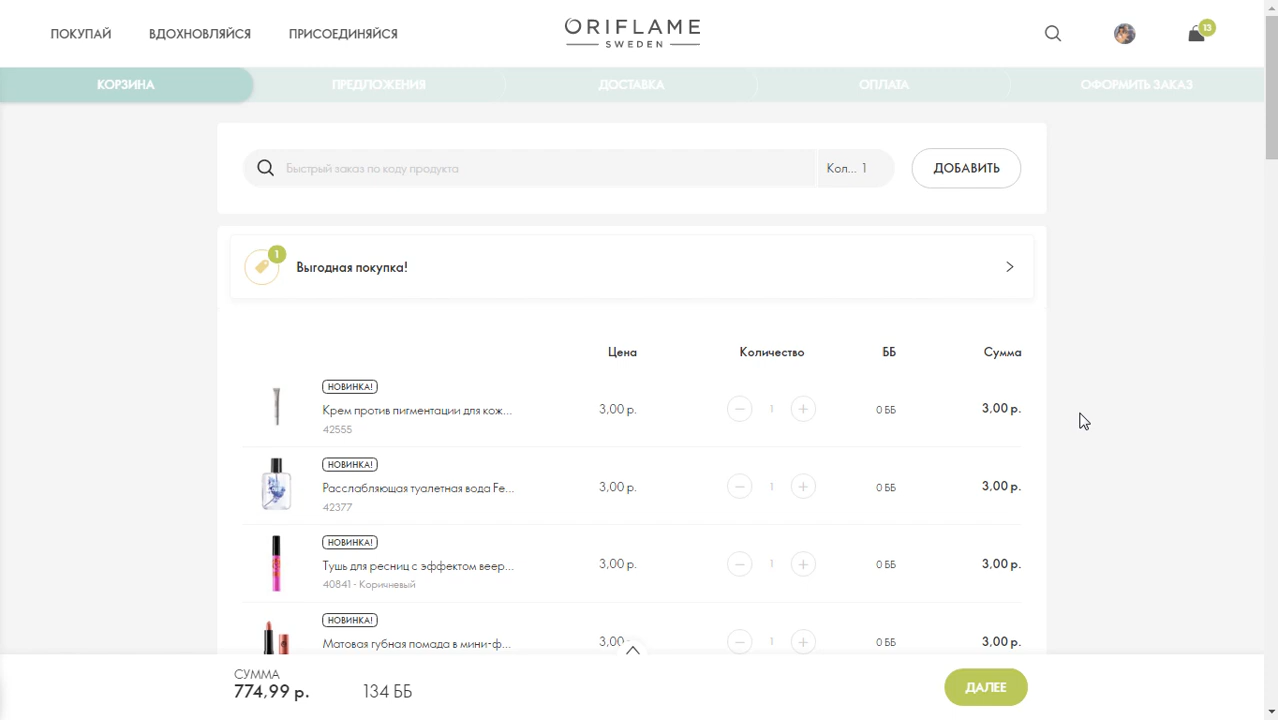 ПОКУПАЙ ВДОХНОВЛЯЙСЯ ПРИСОЕДИНЯЙСЯ
ORIFLAME
SWEDEN
13
КОРЗИНА ПРЕДЛОЖЕНИЯ ДОСТАВКА ОПЛАТА ОФОРМИТЬ ЗАКАЗ
Быстрый заказ по коду продукта Кол... 1 ДОБАВИТЬ
1
Выгодная покупка!
Цена Количество ББ Сумма
НОВИНКА!
Крем против пигментации для кож... 3,00 р. 1 0 ББ 3,00 р.
42555
НОВИНКА!
Расслабляющая туалетная вода Fe... 3,00 р. 1 0 ББ 3,00 р.
42377
НОВИНКА!
Тушь для ресниц с эффектом веер... 3,00 р. 1 0 ББ 3,00 р.
40841 - Коричневый
НОВИНКА!
Матовая губная помада в мини-ф... 3,00 р. 1 0 ББ 3,00 р.
СУММА
774,99 р. 134 ББ ДАЛЕЕ